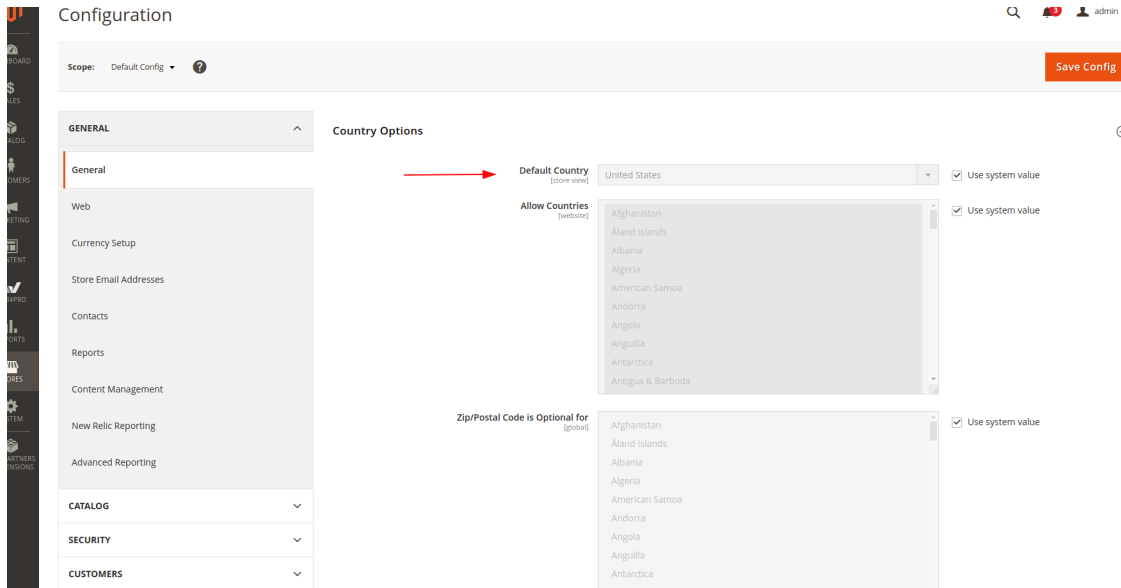 Configuration
3
admin
Scope: Default Config ?
Save Config
GENERAL
General
Web
Currency Setup
Store Email Addresses
Contacts
Reports
Content Management
New Relic Reporting
Advanced Reporting
CATALOG
SECURITY
CUSTOMERS
Country Options
Default Country
[store view]
United States
Use system value
Allow Countries
[website]
Use system value
Afghanistan
Åland Islands
Albania
Algeria
American Samoa
Andorra
Angola
Anguilla
Antarctica
Antigua & Barbuda
Zip/Postal Code is Optional for
[global]
Use system value
Afghanistan
Åland Islands
Albania
Algeria
American Samoa
Andorra
Angola
Anguilla
Antarctica